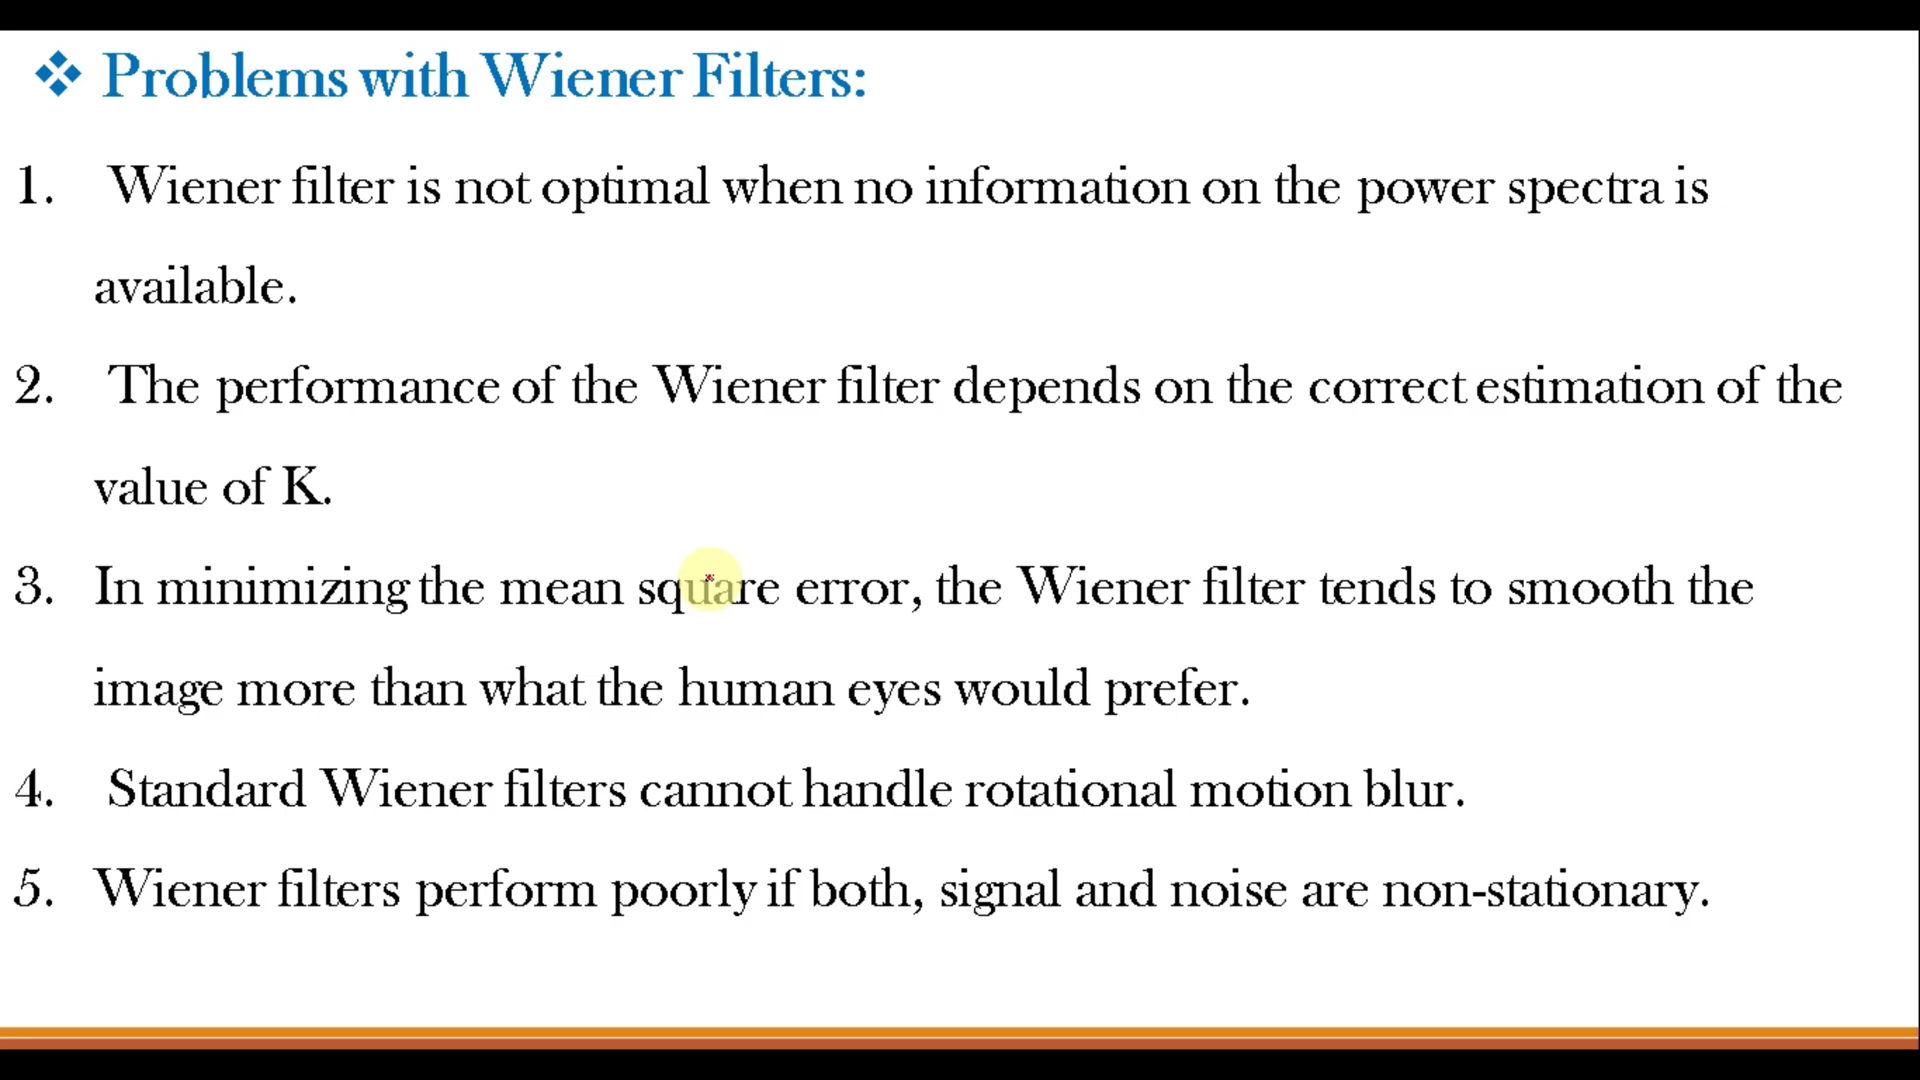 ❖ Problems with Wiener Filters:
1. Wiener filter is not optimal when no information on the power spectra is
available.
2. The performance of the Wiener filter depends on the correct estimation of the
value of K.
3. In minimizing the mean square error, the Wiener filter tends to smooth the
image more than what the human eyes would prefer.
4. Standard Wiener filters cannot handle rotational motion blur.
5. Wiener filters perform poorly if both, signal and noise are non-stationary.